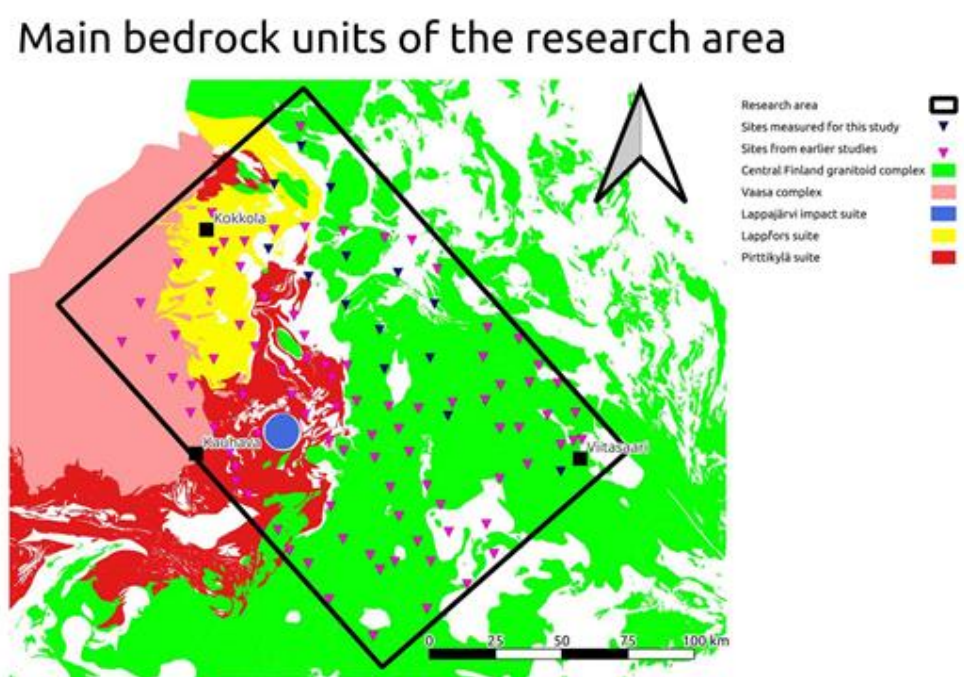 Main bedrock units of the research area
Research area
Sites measured for this study
Sites from earlier studies
Central Finland granitoid complex
Vaasa complex
Lappajärvi impact suite
Lappfors suite
Pirttikylä suite
Kokkola
Kauhava
Viitasaari
0 25 50 75 100 km